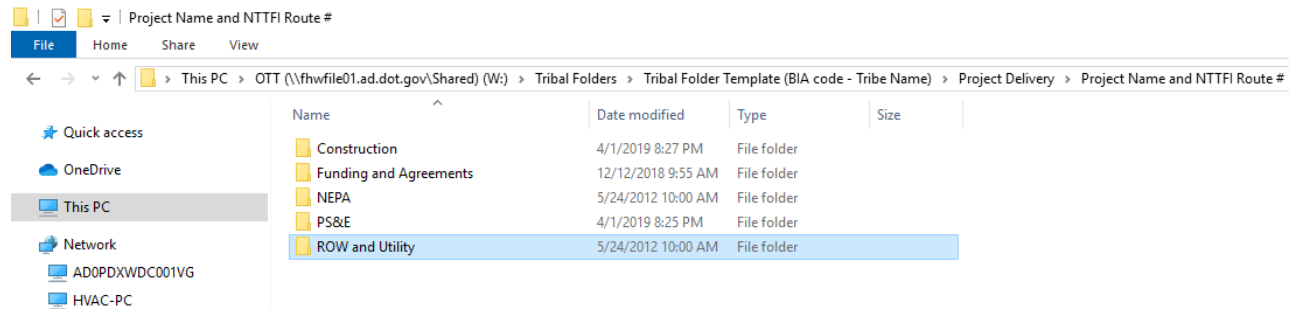 Project Name and NTTFI Route #
File Home Share View
This PC > OTT (\\fhwfile01.ad.dot.gov\Shared) (W:) > Tribal Folders > Tribal Folder Template (BIA code - Tribe Name) > Project Delivery > Project Name and NTTFI Route #
Name Date modified Type Size
Quick access
Construction 4/1/2019 8:27 PM File folder
OneDrive
Funding and Agreements 12/12/2018 9:55 AM File folder
This PC
NEPA 5/24/2012 10:00 AM File folder
PS&E 4/1/2019 8:25 PM File folder
Network
ROW and Utility 5/24/2012 10:00 AM File folder
AD0PDXWDC001VG
HVAC-PC